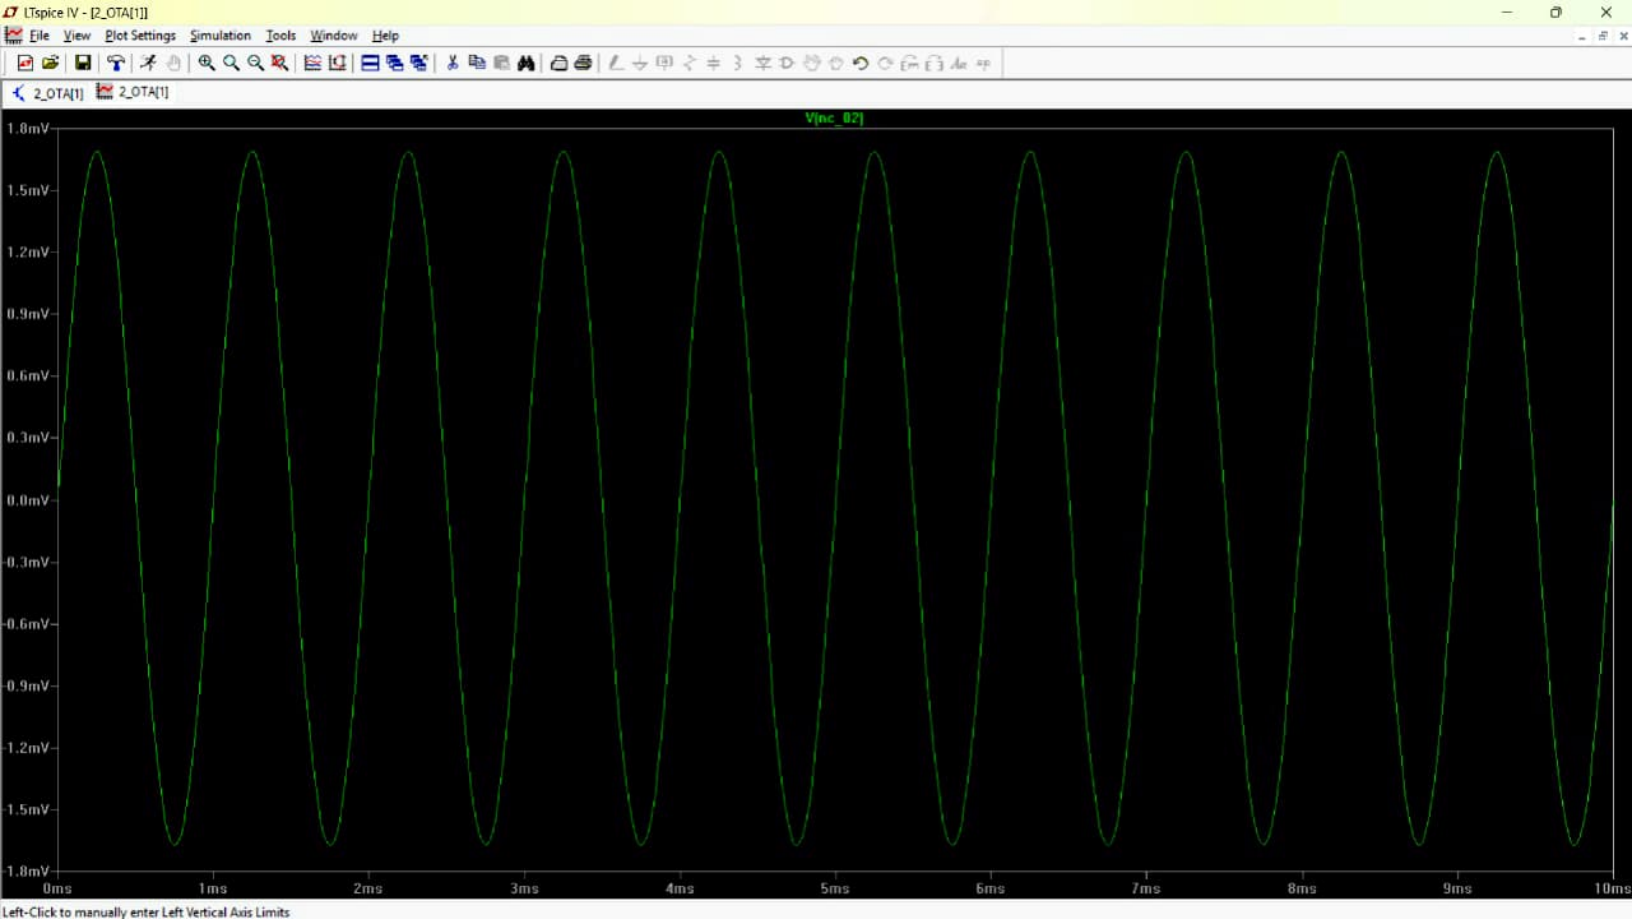 LTspice IV - [2_OTA[1]]
File View Plot Settings Simulation Tools Window Help
2_OTA[1] 2_OTA[1]
V(nc_02)
1.8mV
1.5mV
1.2mV
0.9mV
0.6mV
0.3mV
0.0mV
-0.3mV
-0.6mV
-0.9mV
-1.2mV
-1.5mV
-1.8mV
0ms 1ms 2ms 3ms 4ms 5ms 6ms 7ms 8ms 9ms 10ms
Left-Click to manually enter Left Vertical Axis Limits